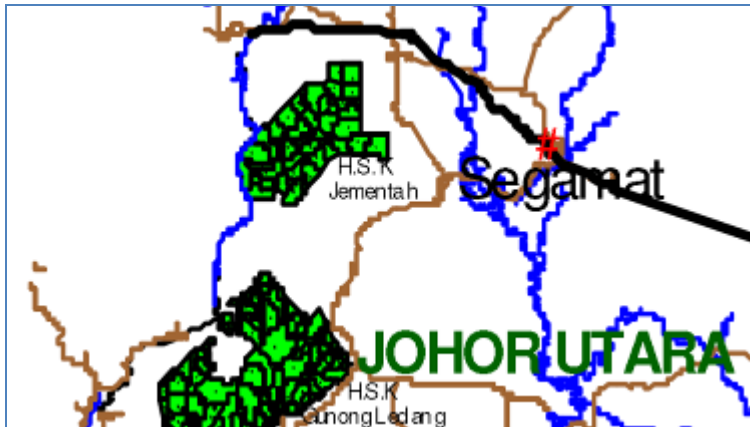 H.S.K
Jementah
#
Segamat
JOHOR UTARA
H.S.K
Gunong Ledang